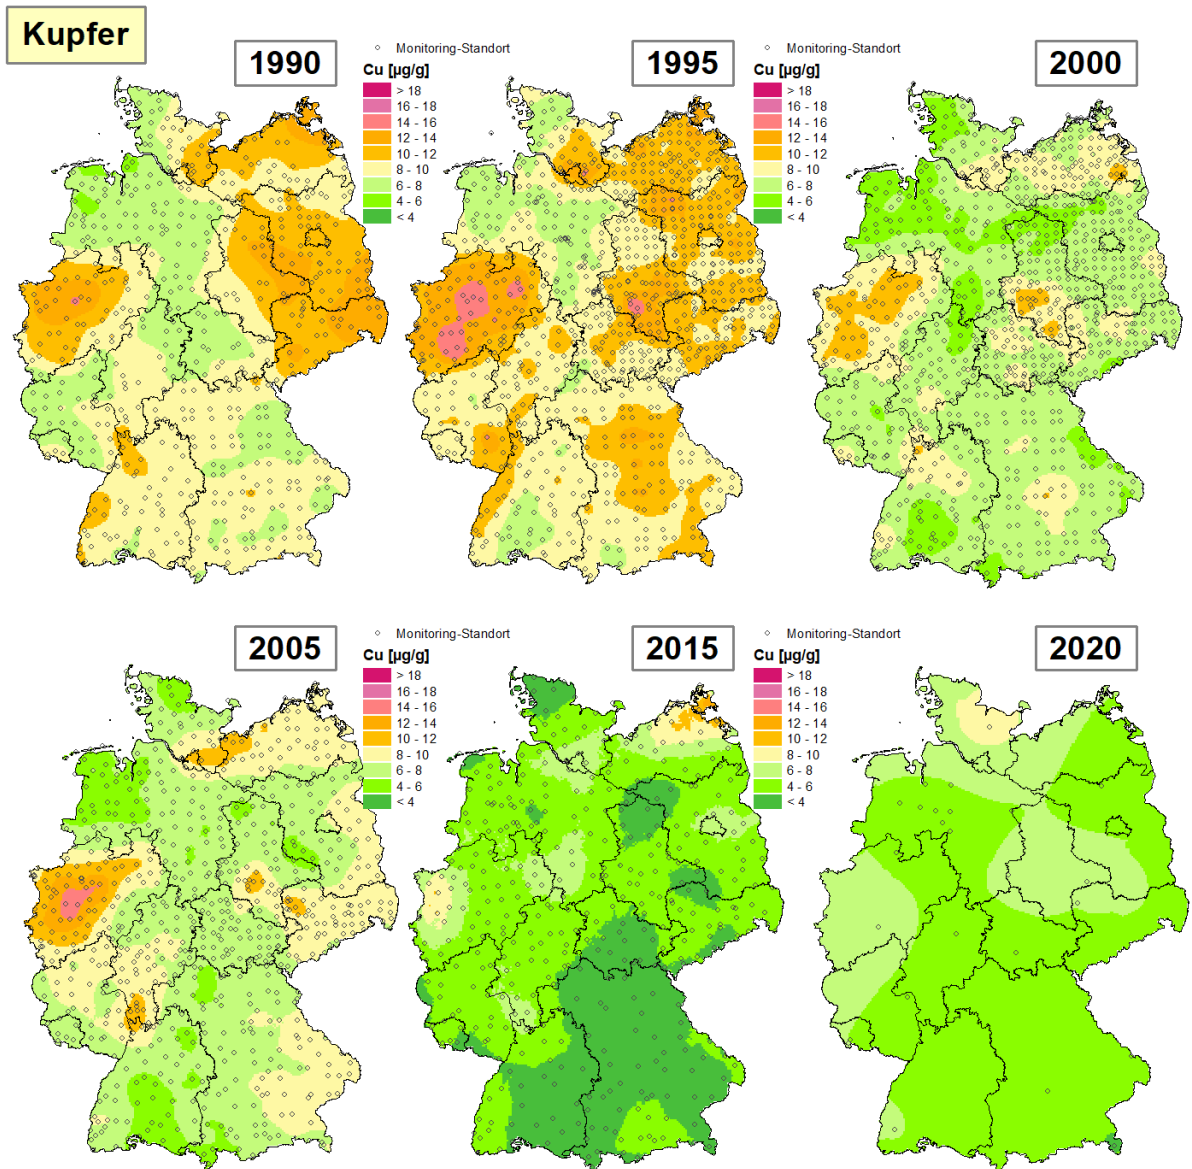 Kupfer
1990
Monitoring-Standort
Cu [µg/g]
> 18
16 - 18
14 - 16
12 - 14
10 - 12
8 - 10
6 - 8
4 - 6
< 4
1995
Monitoring-Standort
Cu [µg/g]
> 18
16 - 18
14 - 16
12 - 14
10 - 12
8 - 10
6 - 8
4 - 6
< 4
2000
2005
Monitoring-Standort
Cu [µg/g]
> 18
16 - 18
14 - 16
12 - 14
10 - 12
8 - 10
6 - 8
4 - 6
< 4
2015
Monitoring-Standort
Cu [µg/g]
> 18
16 - 18
14 - 16
12 - 14
10 - 12
8 - 10
6 - 8
4 - 6
< 4
2020